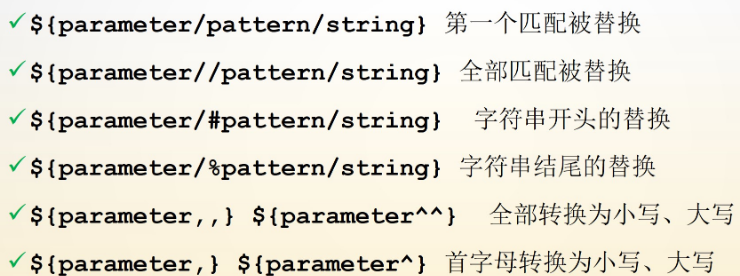 ✓${parameter/pattern/string} 第一个匹配被替换
✓${parameter//pattern/string} 全部匹配被替换
✓${parameter/#pattern/string} 字符串开头的替换
✓${parameter/%pattern/string} 字符串结尾的替换
✓${parameter,,} ${parameter^^} 全部转换为小写、大写
✓${parameter,} ${parameter^} 首字母转换为小写、大写